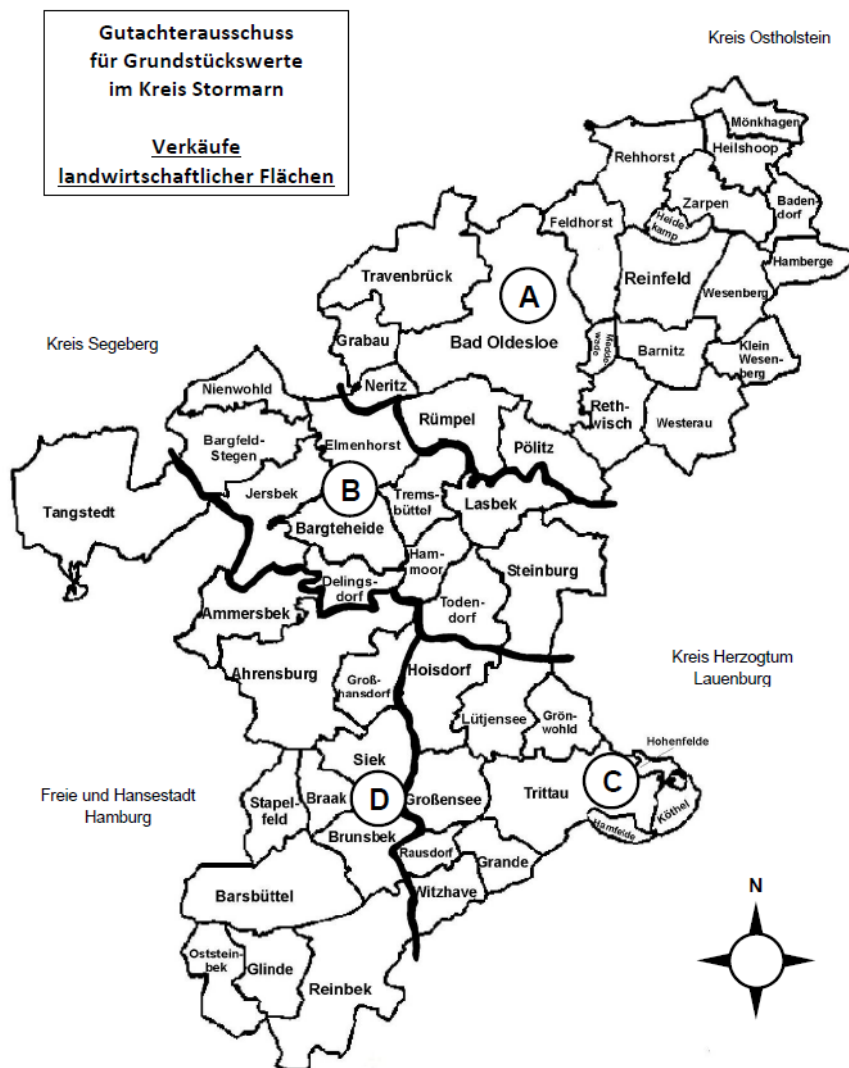 Gutachterausschuss
für Grundstückswerte
im Kreis Stormarn
Verkäufe
landwirtschaftlicher Flächen
Kreis Ostholstein
Mönkhagen
Heilshoop
Rehhorst
Zarpen
Baden-
dorf
Heide-
kamp
Feldhorst
Hamberge
Travenbrück
Reinfeld
Wesenberg
A
Bad Oldesloe
Grabau
Medde-
wade
Barnitz
Klein
Wesen-
berg
Kreis Segeberg
Neritz
Nienwohld
Rümpel
Reth-
wisch
Westerau
Bargfeld-
Stegen
Elmenhorst
Pölitz
Jersbek
B
Trems-
büttel
Lasbek
Tangstedt
Bargteheide
Ham-
moor
Steinburg
Delings-
dorf
Toden-
dorf
Ammersbek
Ahrensburg
Groß-
hansdorf
Hoisdorf
Kreis Herzogtum
Lauenburg
Lütjensee
Grön-
wohld
Hohenfelde
Siek
Freie und Hansestadt
Hamburg
Stapel-
feld
Braak
D
Großensee
Trittau
C
Köthel
Hamfelde
Brunsbek
Rausdorf
Grande
Witzhave
Barsbüttel
N
Oststein-
bek
Glinde
Reinbek